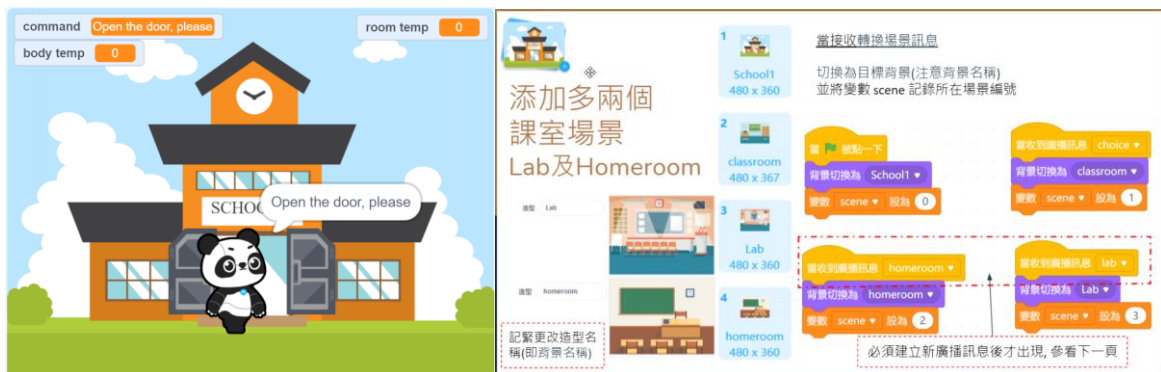 command Open the door, please
room temp 0
body temp 0
SCHOO
Open the door, please
添加多兩個
課室場景
Lab及Homeroom
造型 Lab
造型 homeroom
記緊更改造型名
稱(即背景名稱)
1
School1
480 x 360
2
classroom
480 x 367
3
Lab
480 x 360
4
homeroom
480 x 360
當接收轉換場景訊息
切換為目標背景(注意背景名稱)
並將變數 scene 記錄所在場景編號
當 被點一下
背景切換為 School1
變數 scene 設為 0
當收到廣播訊息 choice
背景切換為 classroom
變數 scene 設為 1
當收到廣播訊息 homeroom
背景切換為 homeroom
變數 scene 設為 2
當收到廣播訊息 lab
背景切換為 Lab
變數 scene 設為 3
必須建立新廣播訊息後才出現, 參看下一頁